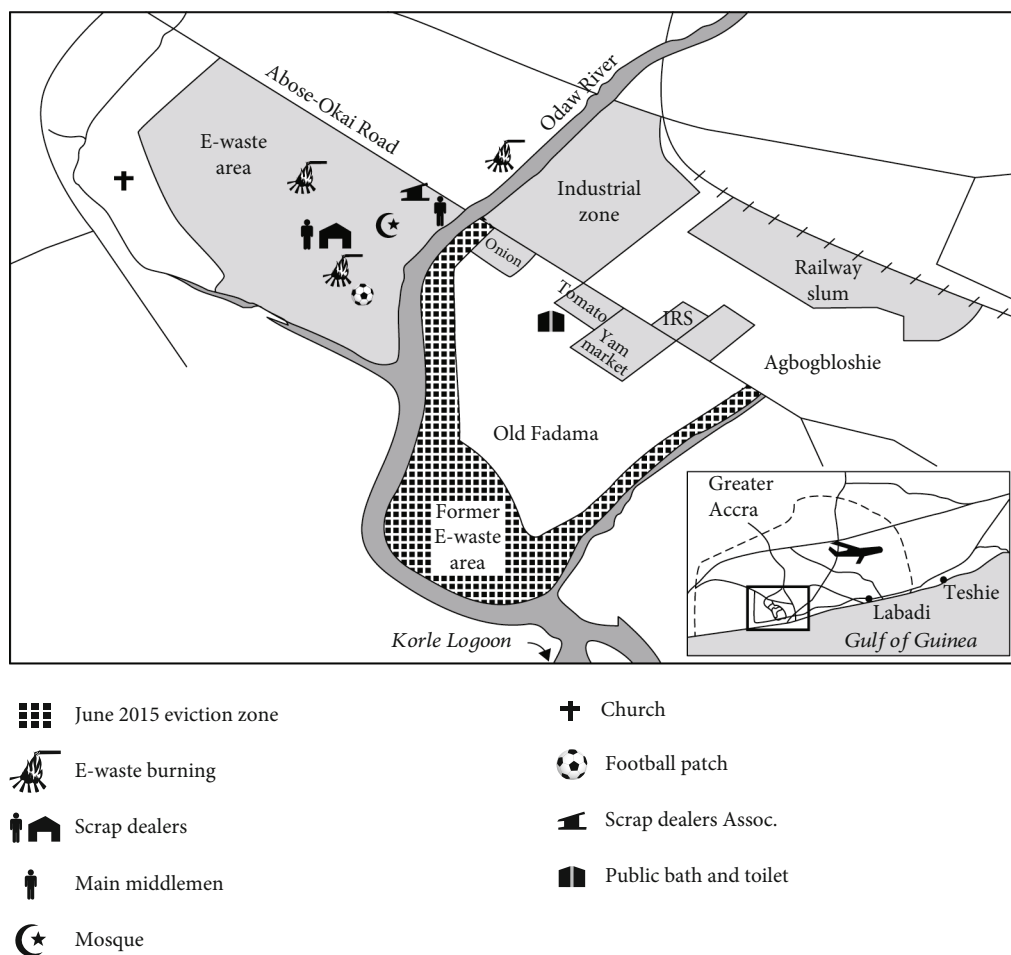 Abose-Okai Road
Odaw River
E-waste
area
Industrial
zone
Onion
Railway
slum
Tomato
IRS
Yam
market
Agbogbloshie
Old Fadama
Former
E-waste
area
Korle Logoon
Greater
Accra
Teshie
Labadi
Gulf of Guinea
June 2015 eviction zone
E-waste burning
Scrap dealers
Main middlemen
Mosque
Church
Football patch
Scrap dealers Assoc.
Public bath and toilet